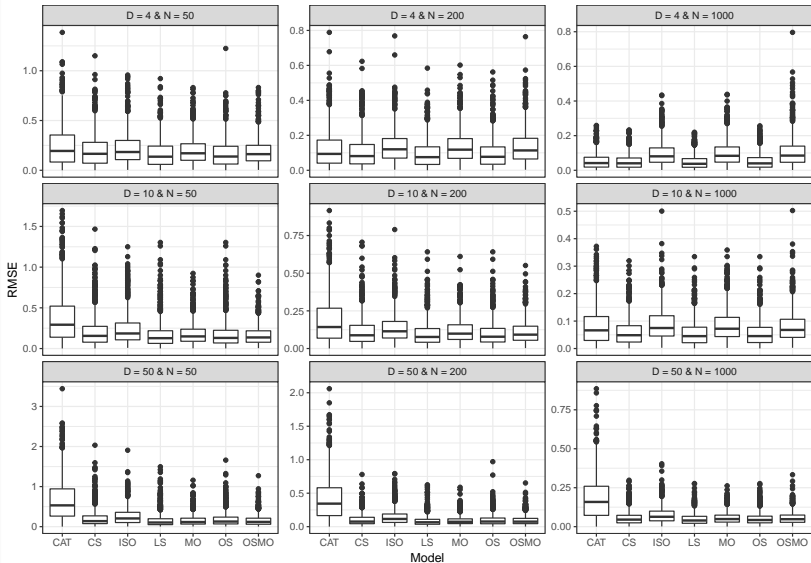 D = 4 & N = 50
D = 4 & N = 200
D = 4 & N = 1000
1.0
0.5
0.0
0.8
0.6
0.4
0.2
0.0
0.8
0.6
0.4
0.2
0.0
D = 10 & N = 50
D = 10 & N = 200
D = 10 & N = 1000
1.5
1.0
0.5
0.0
0.75
0.50
0.25
0.00
0.5
0.4
0.3
0.2
0.1
0.0
RMSE
D = 50 & N = 50
D = 50 & N = 200
D = 50 & N = 1000
3
2
1
0
2.0
1.5
1.0
0.5
0.0
0.75
0.50
0.25
0.00
CAT CS ISO LS MO OS OSMO
CAT CS ISO LS MO OS OSMO
CAT CS ISO LS MO OS OSMO
Model